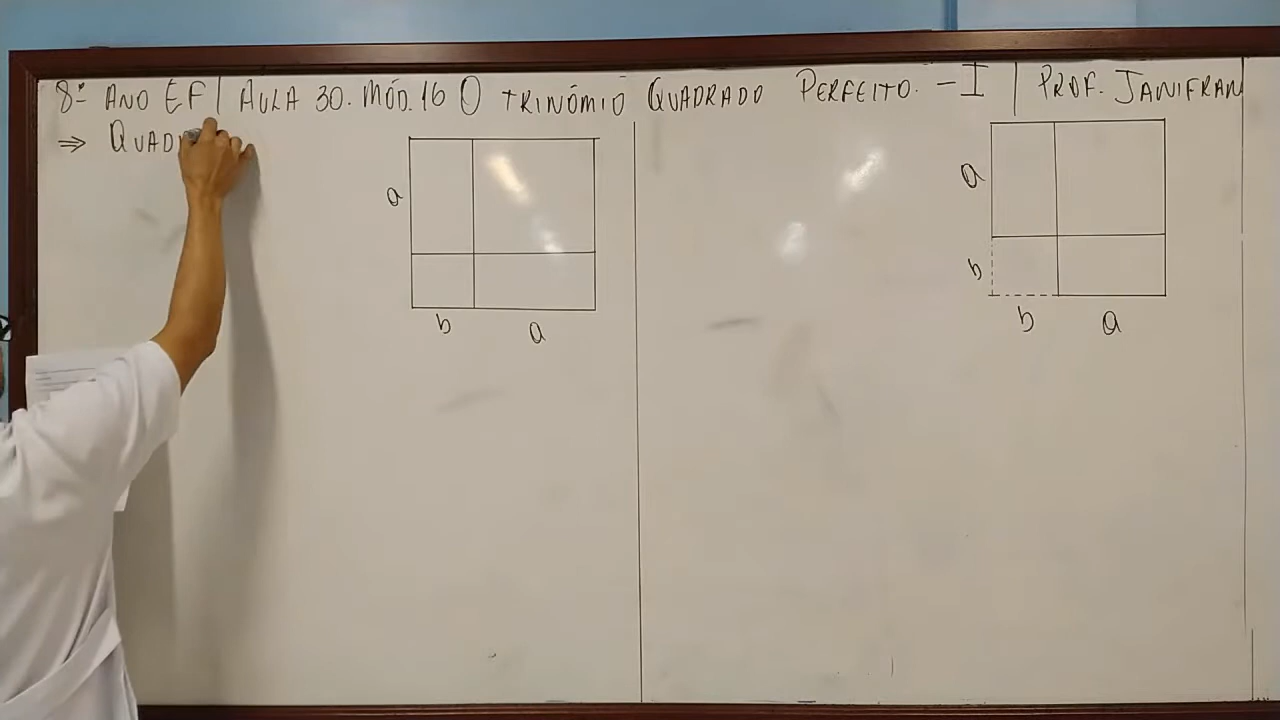 8º ANO EF | AULA 30. MÓD. 16 O TRINÔMIO QUADRADO PERFEITO. - I | PROF. JANIFRAN
⇒ QUAD
a
b a
a
b
b a